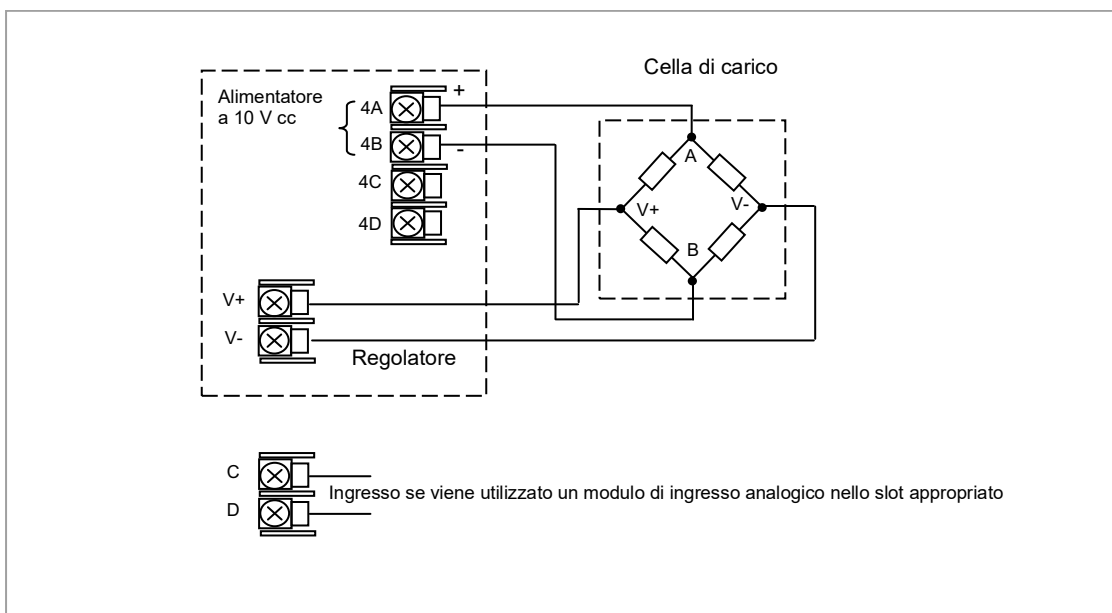 Cella di carico
Alimentatore
a 10 V cc
4A
+
4B
-
4C
4D
A
V+
V-
B
V+
V-
Regolatore
C
D
Ingresso se viene utilizzato un modulo di ingresso analogico nello slot appropriato